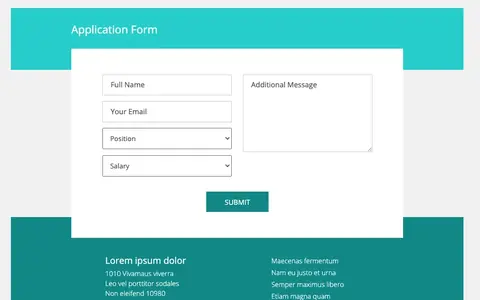 Application Form
Full Name
Your Email
Position
Salary
Additional Message
SUBMIT
Lorem ipsum dolor
1010 Vivamaus viverra
Leo vel porttitor sodales
Non eleifend 10980
Maecenas fermentum
Nam eu justo et urna
Semper maximus libero
Etiam magna quam